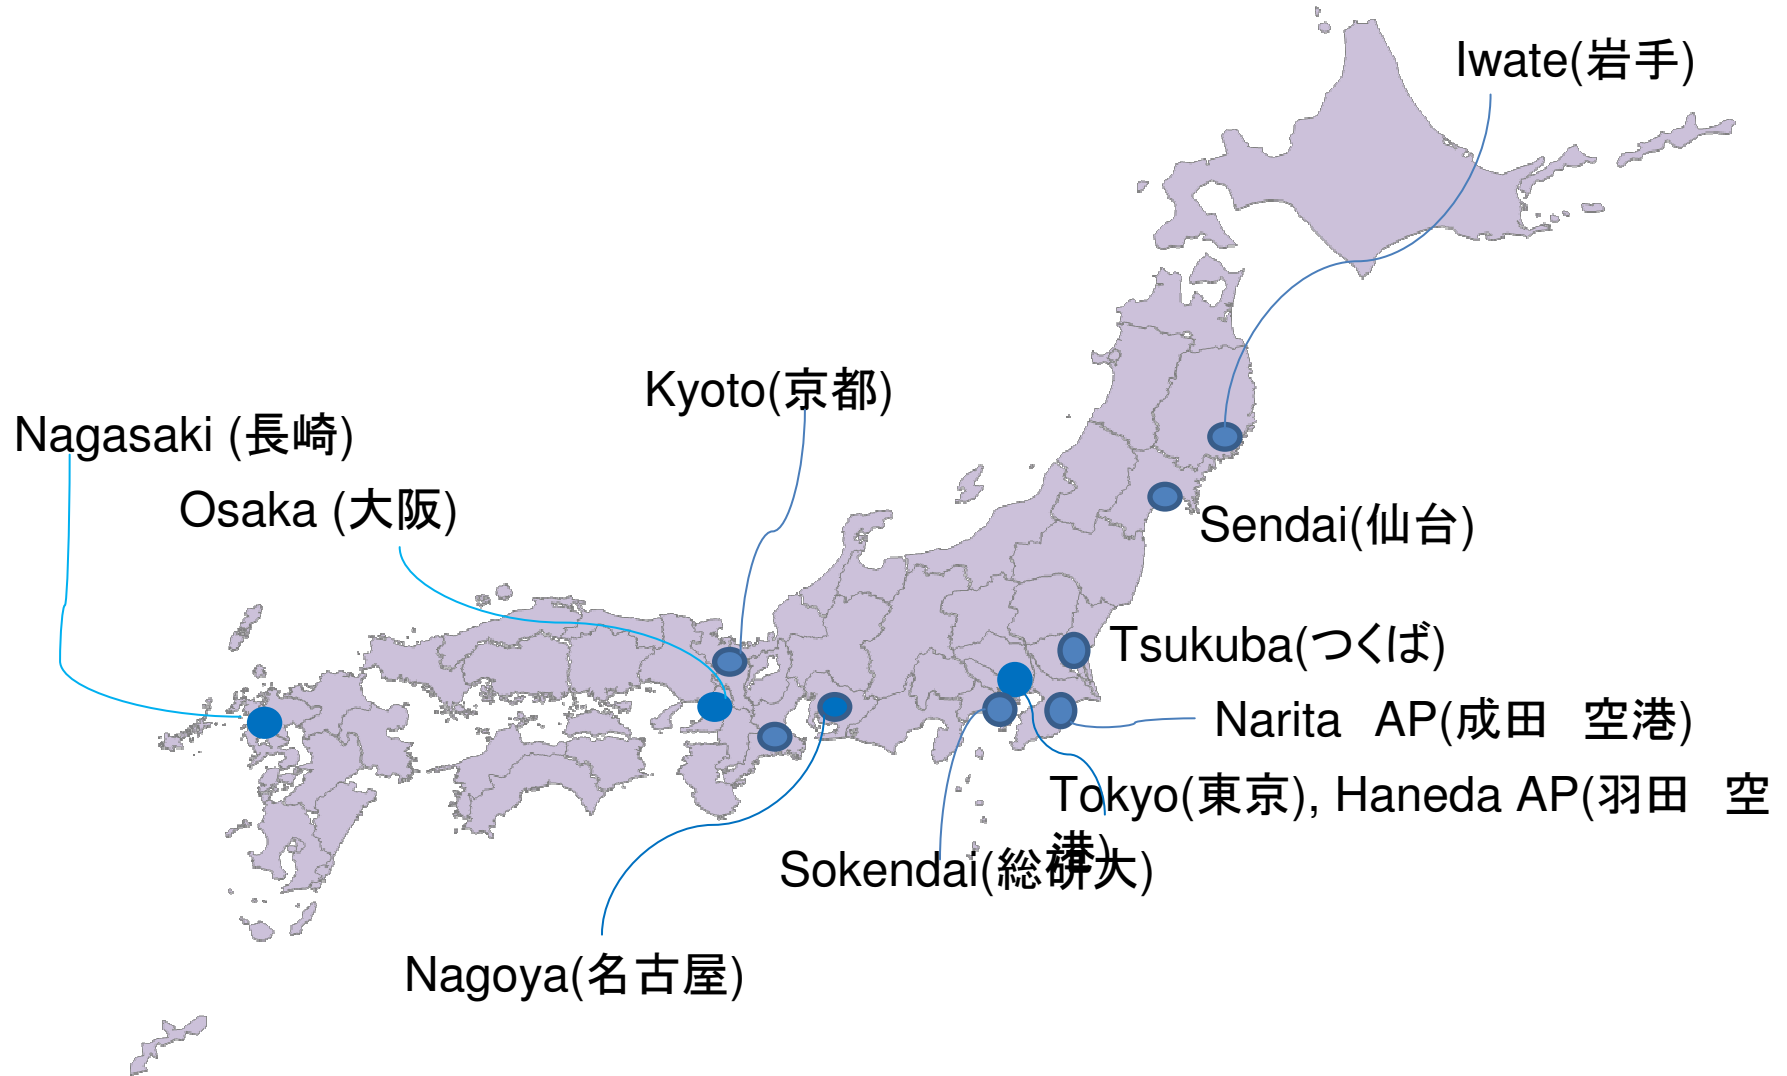 Iwate(岩手)
Kyoto(京都)
Nagasaki (長崎)
Osaka (大阪)
Sendai(仙台)
Tsukuba(つくば)
Narita　AP(成田　空港)
Tokyo(東京), Haneda AP(羽田　空
港)
Sokendai(総研大)
Nagoya(名古屋)